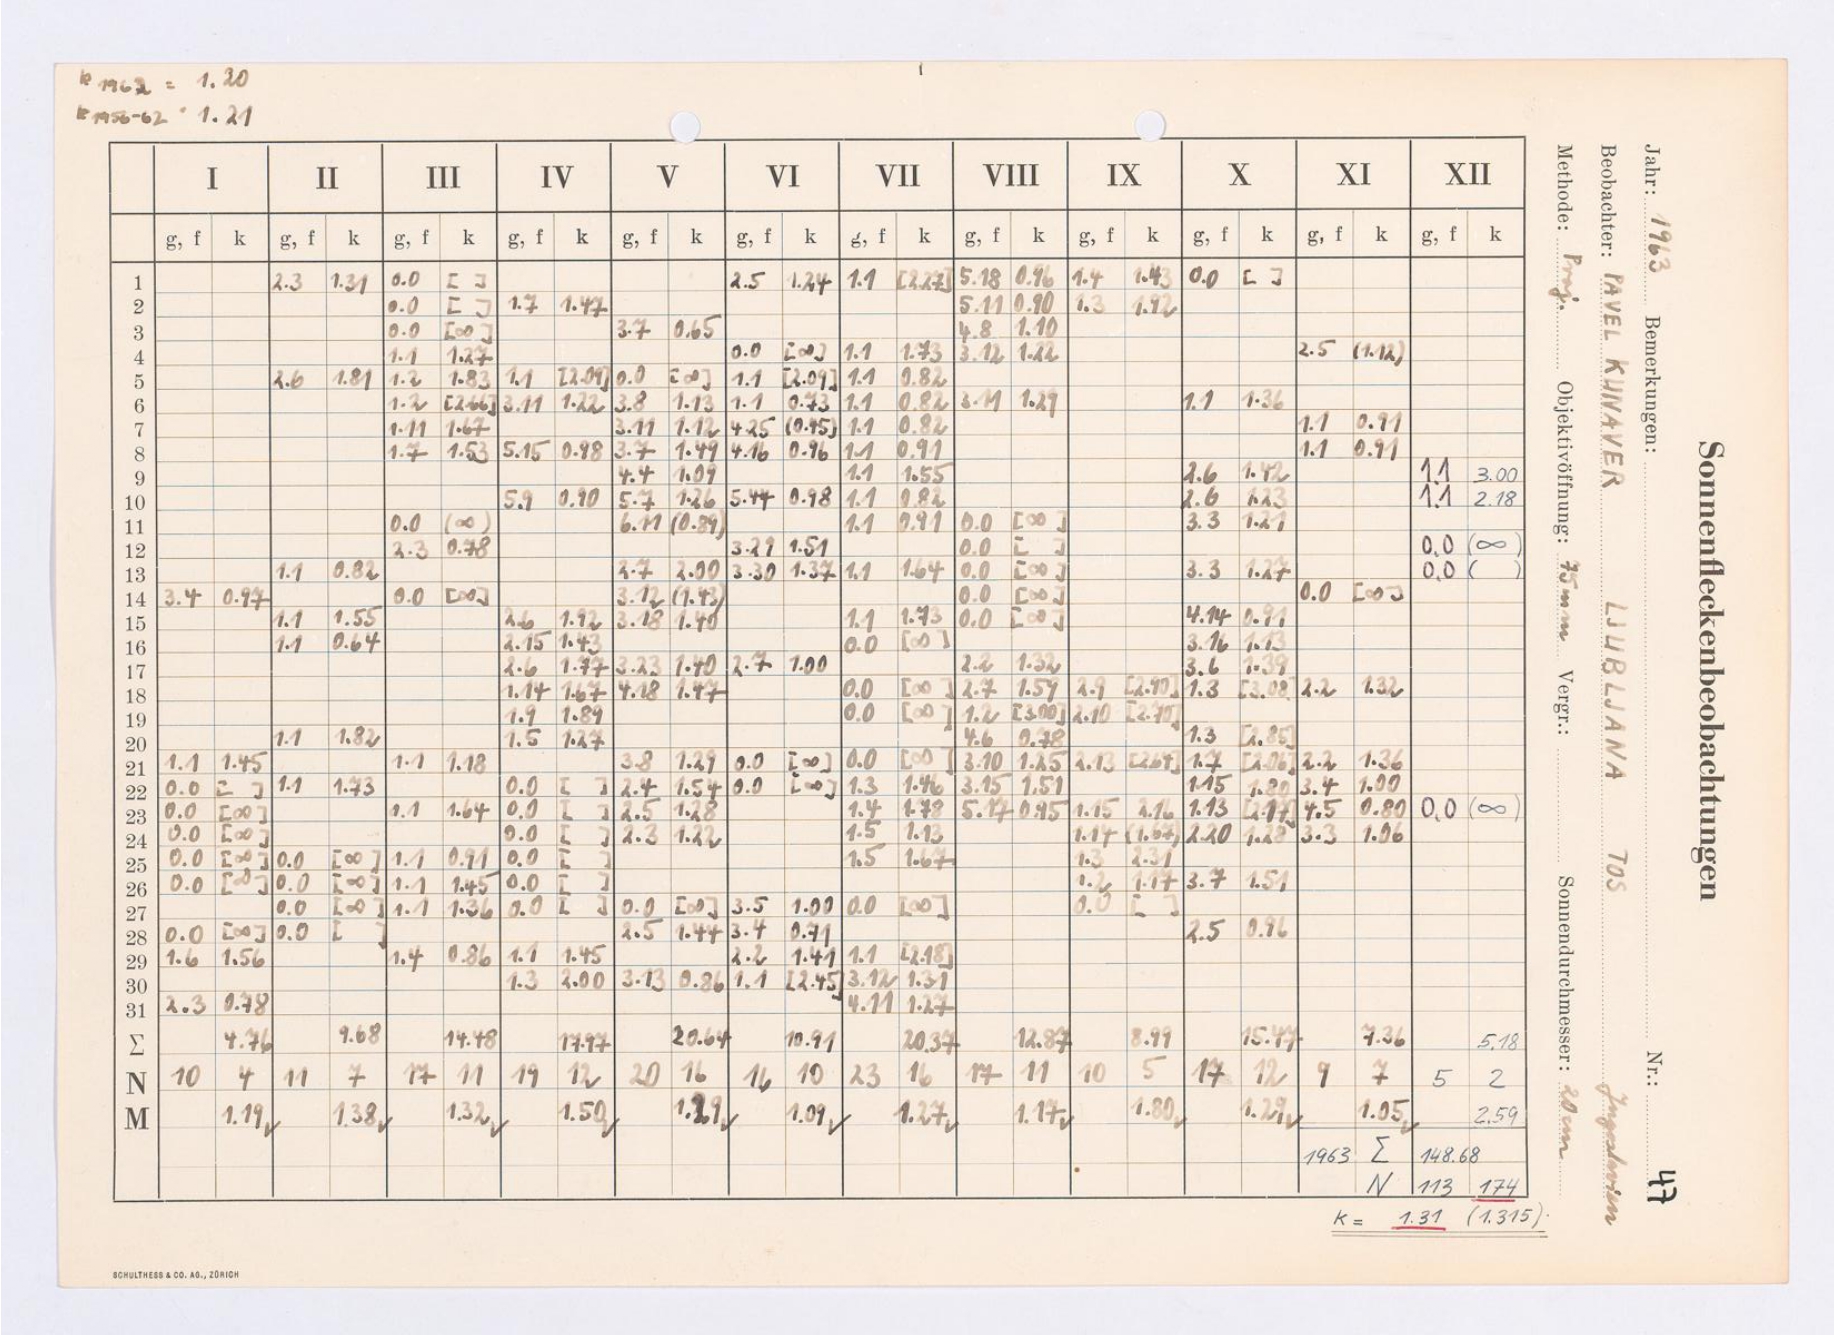 k 1962 = 1.20
k 1956-62 = 1.21
I II III IV V VI VII VIII IX X XI XII
g, f k g, f k g, f k g, f k g, f k g, f k g, f k g, f k g, f k g, f k g, f k g, f k
1 2.3 1.31 0.0 [ ] 2.5 1.24 1.1 [2.27] 5.18 0.96 1.4 1.43 0.0 [ ]
2 0.0 [ ] 1.7 1.47 5.11 0.90 1.3 1.92
3 0.0 [∞] 3.7 0.65 4.8 1.10
4 1.1 1.27 0.0 [∞] 1.1 1.73 3.12 1.22 2.5 (1.12)
5 2.6 1.81 1.2 1.83 1.1 [2.09] 0.0 [∞] 1.1 [2.09] 1.1 0.82
6 1.2 [2.66] 3.11 1.22 3.8 1.13 1.1 0.73 1.1 0.82 3.11 1.29 1.1 1.36
7 1.11 1.67 3.11 1.12 4.25 (0.95) 1.1 0.82 1.1 0.91
8 1.7 1.53 5.15 0.98 3.7 1.49 4.16 0.96 1.1 0.91 1.1 0.91
9 4.4 1.09 1.1 1.55 2.6 1.42 1.1 3.00
10 5.9 0.90 5.7 1.26 5.44 0.98 1.1 0.82 2.6 1.23 1.1 2.18
11 0.0 (∞) 6.11 (0.89) 1.1 0.91 0.0 [∞] 3.3 1.21
12 2.3 0.78 3.29 1.51 0.0 [ ] 0,0 (∞)
13 1.1 0.82 2.7 2.00 3.30 1.37 1.1 1.64 0.0 [∞] 3.3 1.27 0,0 ( )
14 3.4 0.97 0.0 [∞] 3.12 (1.43) 0.0 [∞] 0.0 [∞]
15 1.1 1.55 2.6 1.92 3.18 1.40 1.1 1.73 0.0 [∞] 4.14 0.91
16 1.1 0.64 2.15 1.43 0.0 [∞] 3.16 1.13
17 2.6 1.77 3.23 1.40 2.7 1.00 2.2 1.32 3.6 1.39
18 1.14 1.67 4.18 1.47 0.0 [∞] 2.7 1.59 2.9 [2.90] 1.3 [3.08] 2.2 1.32
19 1.9 1.89 0.0 [∞] 1.2 [3.00] 2.10 [2.70]
20 1.1 1.82 1.5 1.27 4.6 0.78 1.3 [2.85]
21 1.1 1.45 1.1 1.18 3.8 1.29 0.0 [∞] 0.0 [∞] 3.10 1.25 2.13 [2.64] 1.7 [2.06] 2.2 1.36
22 0.0 [ ] 1.1 1.73 0.0 [ ] 2.4 1.54 0.0 [∞] 1.3 1.46 3.15 1.51 1.15 1.80 3.4 1.00
23 0.0 [∞] 1.1 1.64 0.0 [ ] 2.5 1.28 1.4 1.78 5.17 0.95 1.15 2.16 1.13 [2.17] 4.5 0.80 0,0 (∞)
24 0.0 [∞] 0.0 [ ] 2.3 1.22 1.5 1.13 1.14 (1.67) 2.20 1.28 3.3 1.06
25 0.0 [∞] 0.0 [∞] 1.1 0.91 0.0 [ ] 1.5 1.67 1.3 2.31
26 0.0 [∞] 0.0 [∞] 1.1 1.45 0.0 [ ] 1.2 1.17 3.7 1.51
27 0.0 [∞] 1.1 1.36 0.0 [ ] 0.0 [∞] 3.5 1.00 0.0 [∞] 0.0 [ ]
28 0.0 [∞] 0.0 [ ] 2.5 1.44 3.4 0.71 2.5 0.96
29 1.6 1.56 1.4 0.86 1.1 1.45 2.2 1.41 1.1 [2.18]
30 1.3 2.00 3.13 0.86 1.1 [2.45] 3.12 1.31
31 2.3 0.78 4.11 1.27
Σ 4.76 9.68 14.48 17.97 20.64 10.91 20.37 12.87 8.99 15.47 7.36 5.18
N 10 4 11 7 17 11 19 12 20 16 16 10 23 16 17 11 10 5 17 12 9 7 5 2
M 1.19 1.38 1.32 1.50 1.29 1.09 1.27 1.17 1.80 1.29 1.05 2.59
1963 Σ 148.68
N 113 174
k = 1.31 (1.315)
SCHULTHESS & CO. AG., ZÜRICH
Sonnenfleckenbeobachtungen
Jahr: 1963 Bemerkungen: Nr.: 47
Beobachter: PAVEL KUNAVER LJUBLJANA TOS Jugoslawien
Methode: Proj. Objektivöffnung: 75mm Vergr.: Sonnendurchmesser: 20 cm